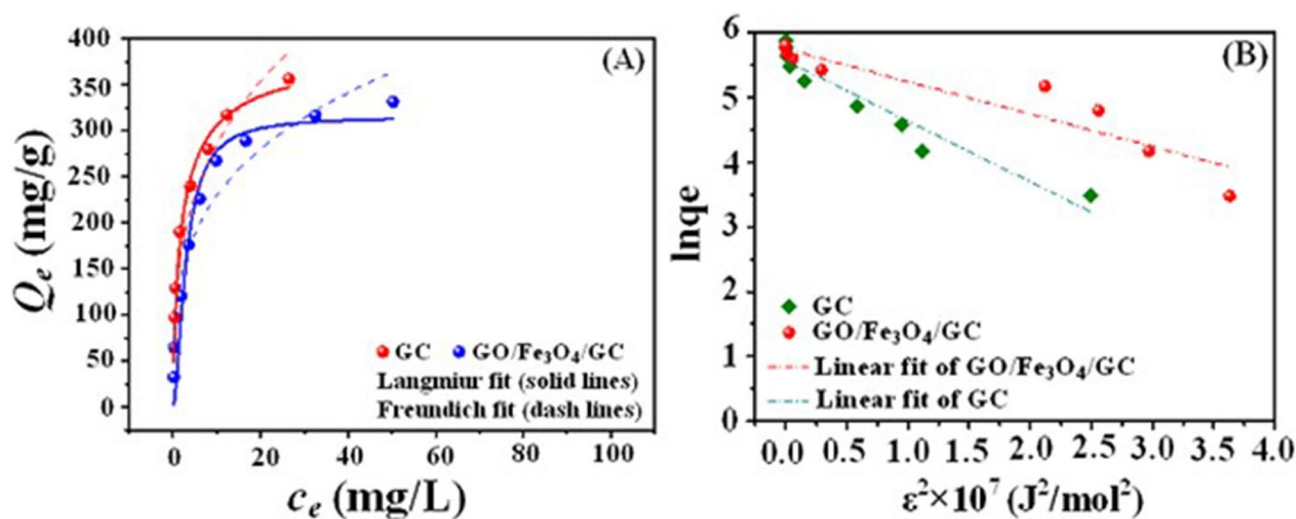 (A)
Qe (mg/g)
400
350
300
250
200
150
100
50
0
GC GO/Fe3O4/GC
Langmiur fit (solid lines)
Freundich fit (dash lines)
0 20 40 60 80 100
ce (mg/L)
(B)
lnqe
6
5
4
3
2
1
0
GC
GO/Fe3O4/GC
Linear fit of GO/Fe3O4/GC
Linear fit of GC
0.0 0.5 1.0 1.5 2.0 2.5 3.0 3.5 4.0
ε²×10⁷ (J²/mol²)